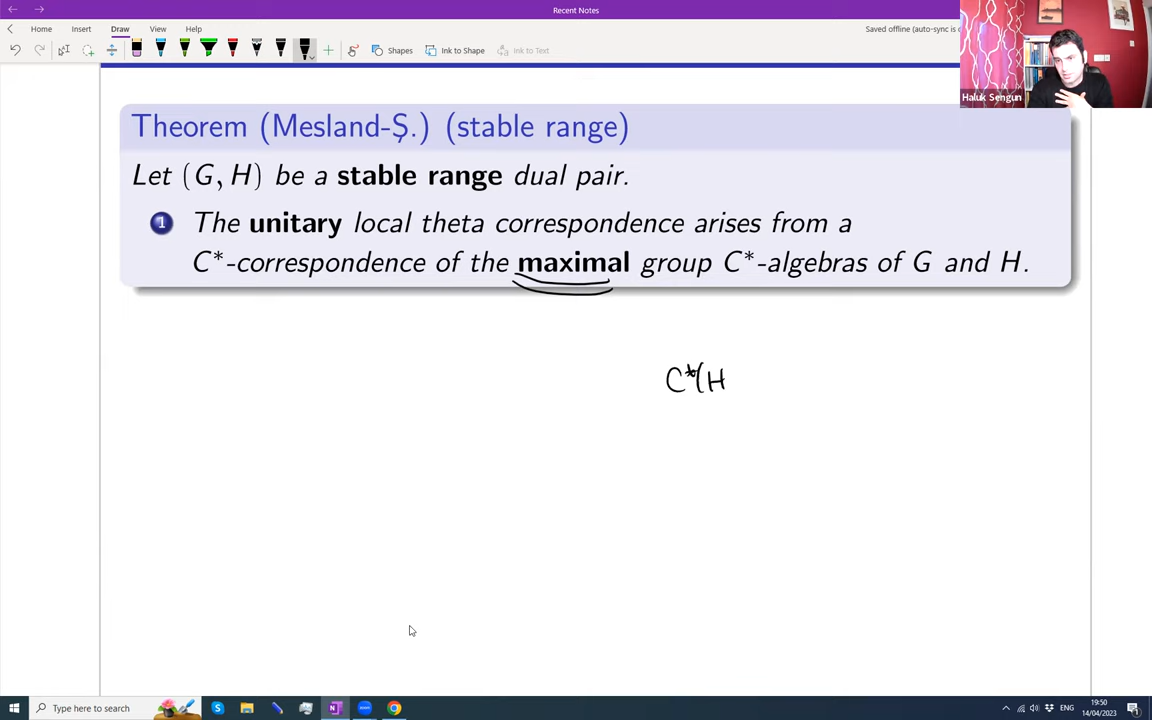 Recent Notes
Home Insert Draw View Help
Saved offline (auto-sync is
Shapes Ink to Shape Ink to Text
Haluk Sengun
Theorem (Mesland-Ş.) (stable range)
Let (G, H) be a stable range dual pair.
1 The unitary local theta correspondence arises from a
C*-correspondence of the maximal group C*-algebras of G and H.
C*(H
Type here to search
ENG
19:50
14/04/2023